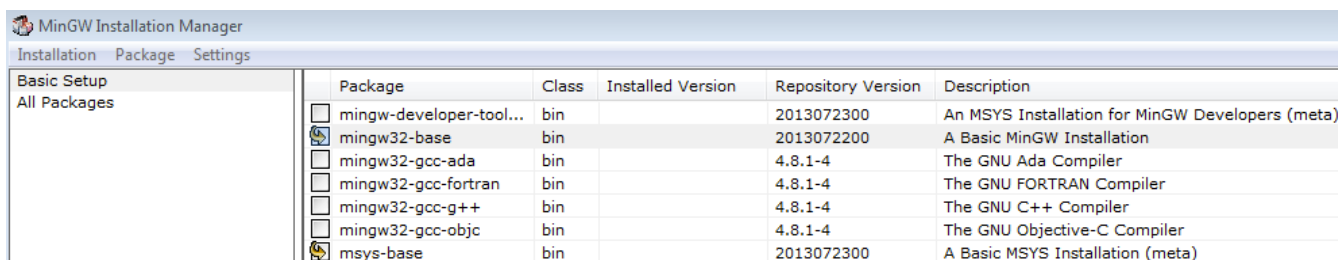 MinGW Installation Manager
Installation Package Settings
Basic Setup
All Packages
Package Class Installed Version Repository Version Description
mingw-developer-tool... bin 2013072300 An MSYS Installation for MinGW Developers (meta)
mingw32-base bin 2013072200 A Basic MinGW Installation
mingw32-gcc-ada bin 4.8.1-4 The GNU Ada Compiler
mingw32-gcc-fortran bin 4.8.1-4 The GNU FORTRAN Compiler
mingw32-gcc-g++ bin 4.8.1-4 The GNU C++ Compiler
mingw32-gcc-objc bin 4.8.1-4 The GNU Objective-C Compiler
msys-base bin 2013072300 A Basic MSYS Installation (meta)